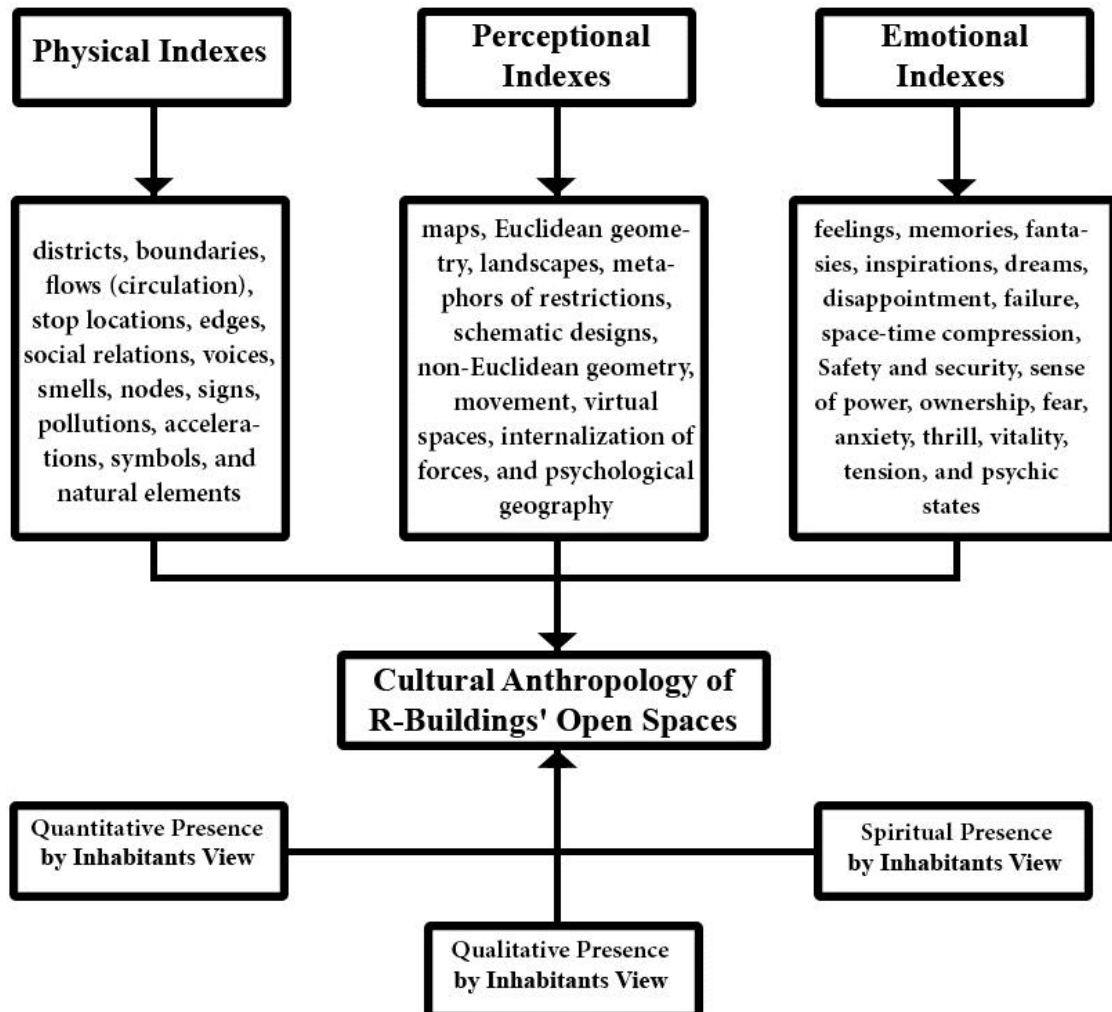 Physical Indexes
Perceptional
Indexes
Emotional
Indexes
districts, boundaries,
flows (circulation),
stop locations, edges,
social relations, voices,
smells, nodes, signs,
pollutions, accelera-
tions, symbols, and
natural elements
maps, Euclidean geome-
try, landscapes, meta-
phors of restrictions,
schematic designs,
non-Euclidean geometry,
movement, virtual
spaces, internalization of
forces, and psychological
geography
feelings, memories, fanta-
sies, inspirations, dreams,
disappointment, failure,
space-time compression,
Safety and security, sense
of power, ownership, fear,
anxiety, thrill, vitality,
tension, and psychic
states
Cultural Anthropology of
R-Buildings' Open Spaces
Quantitative Presence
by Inhabitants View
Spiritual Presence
by Inhabitants View
Qualitative Presence
by Inhabitants View